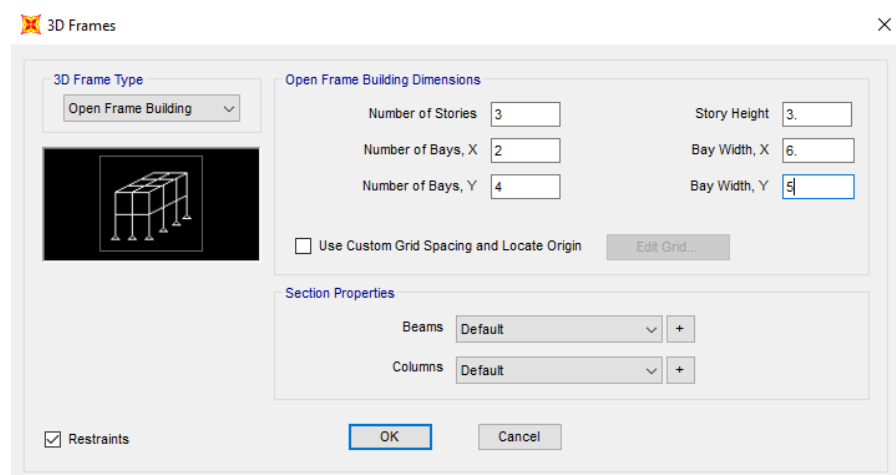 3D Frames
3D Frame Type
Open Frame Building
Open Frame Building Dimensions
Number of Stories 3 Story Height 3.
Number of Bays, X 2 Bay Width, X 6.
Number of Bays, Y 4 Bay Width, Y 5
Use Custom Grid Spacing and Locate Origin Edit Grid...
Section Properties
Beams Default +
Columns Default +
Restraints OK Cancel